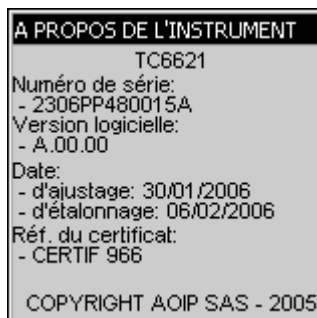 A PROPOS DE L'INSTRUMENT
TC6621
Numéro de série:
- 2306PP480015A
Version logicielle:
- A.00.00
Date:
- d'ajustage: 30/01/2006
- d'étalonnage: 06/02/2006
Réf. du certificat:
- CERTIF 966
COPYRIGHT AOIP SAS - 2005